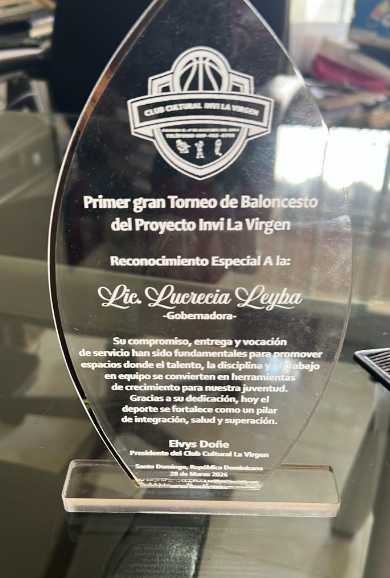 CLUB CULTURAL INVI LA VIRGEN
Primer gran Torneo de Baloncesto
del Proyecto Invi La Virgen
Reconocimiento Especial A la:
Lic. Lucrecia Leyba
-Gobernadora-
Su compromiso, entrega y vocación
de servicio han sido fundamentales para promover
espacios donde el talento, la disciplina y el trabajo
en equipo se convierten en herramientas
de crecimiento para nuestra juventud.
Gracias a su dedicación, hoy el
deporte se fortalece como un pilar
de integración, salud y superación.
Elvys Doñe
Presidente del Club Cultural La Virgen
Santo Domingo, República Dominicana
28 de Marzo 2026